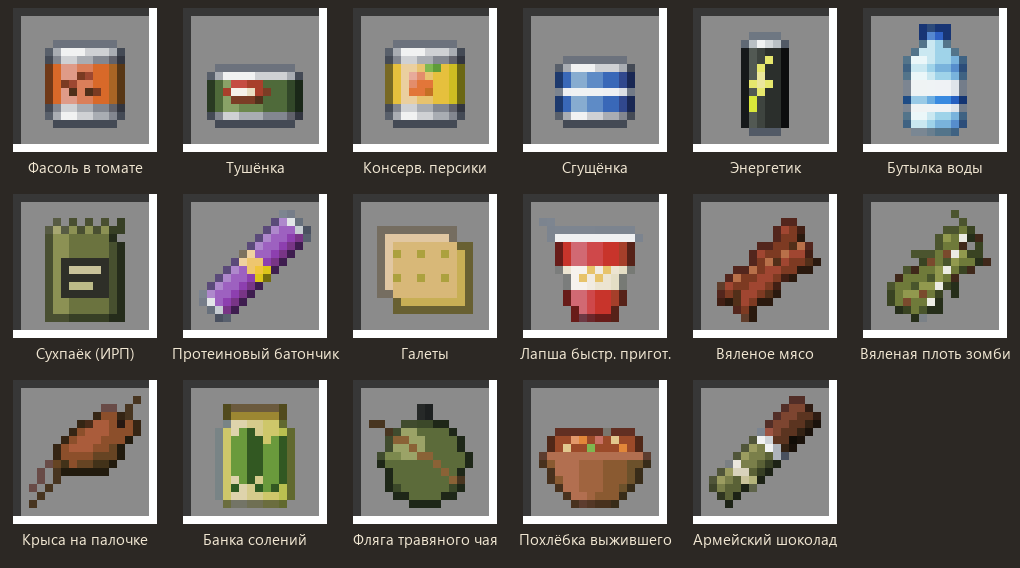 Фасоль в томате
Тушёнка
Консерв. персики
Сгущёнка
Энергетик
Бутылка воды
Сухпаёк (ИРП)
Протеиновый батончик
Галеты
Лапша быстр. пригот.
Вяленое мясо
Вяленая плоть зомби
Крыса на палочке
Банка солений
Фляга травяного чая
Похлёбка выжившего
Армейский шоколад